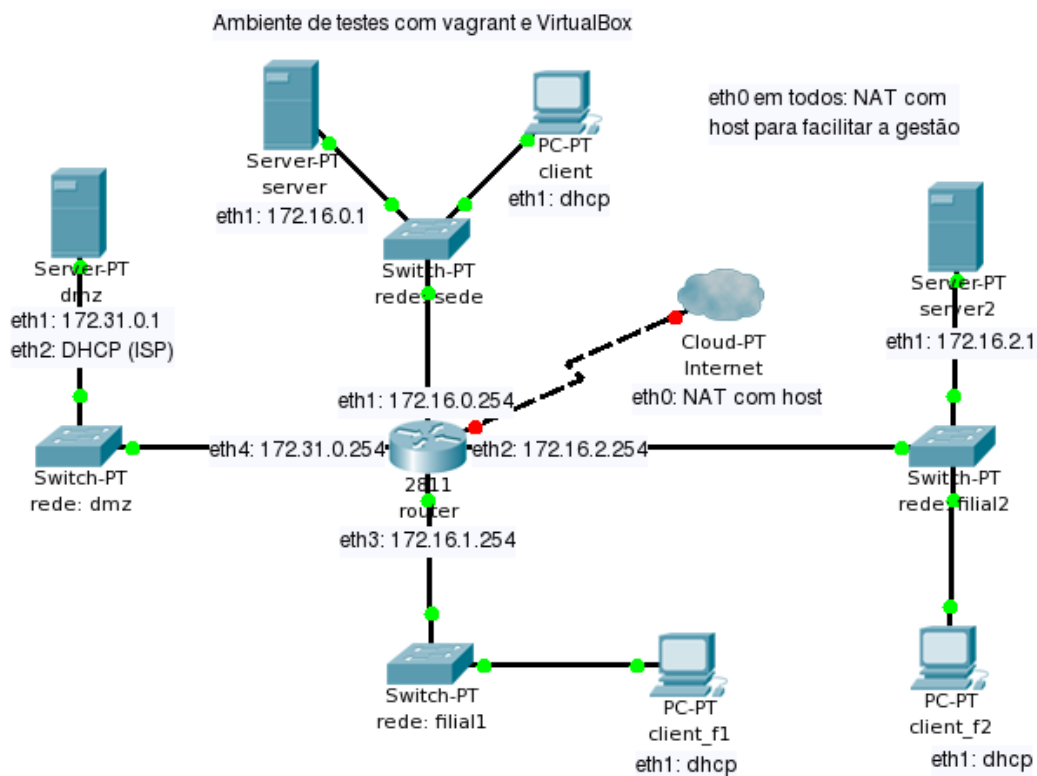 Ambiente de testes com vagrant e VirtualBox
eth0 em todos: NAT com
host para facilitar a gestão
Server-PT
server
eth1: 172.16.0.1
PC-PT
client
eth1: dhcp
Switch-PT
rede: sede
Server-PT
dmz
eth1: 172.31.0.1
eth2: DHCP (ISP)
Server-PT
server2
eth1: 172.16.2.1
Cloud-PT
Internet
eth0: NAT com host
eth1: 172.16.0.254
eth4: 172.31.0.254
eth2: 172.16.2.254
2811
router
eth3: 172.16.1.254
Switch-PT
rede: dmz
Switch-PT
rede: filial2
Switch-PT
rede: filial1
PC-PT
client_f1
eth1: dhcp
PC-PT
client_f2
eth1: dhcp